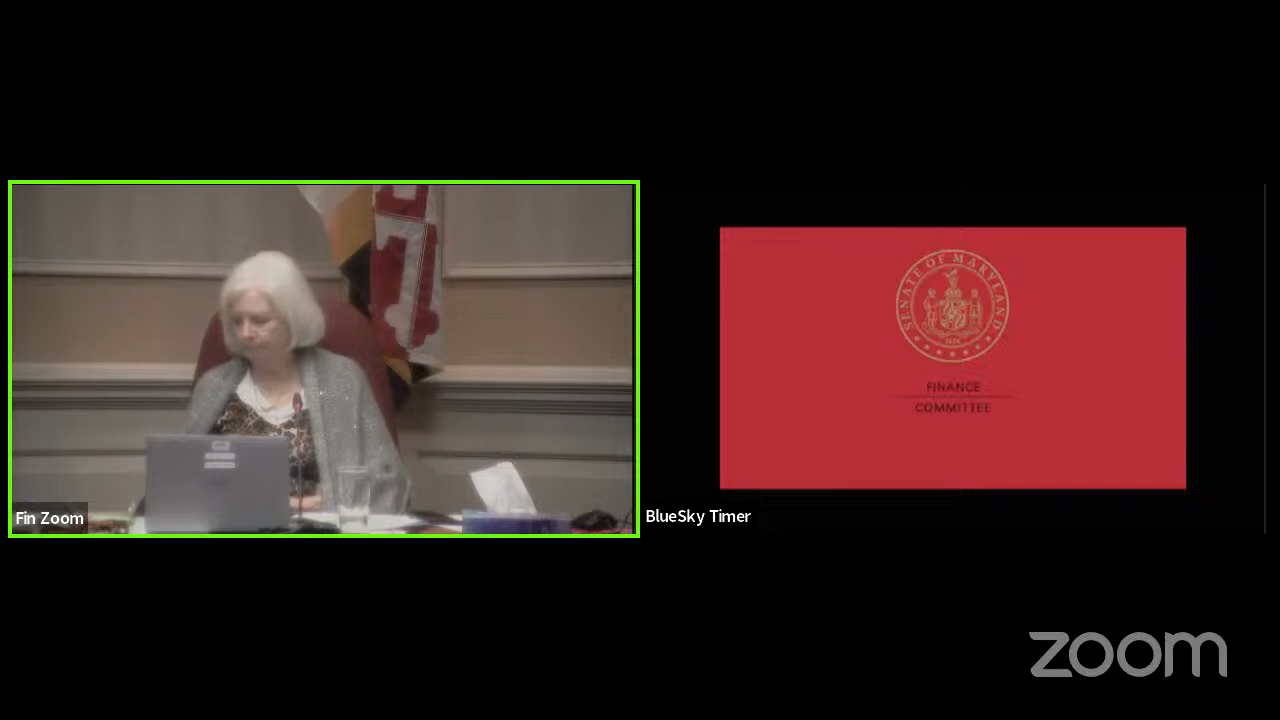 SENATE OF MARYLAND
FINANCE
COMMITTEE
Fin Zoom
BlueSky Timer
zoom